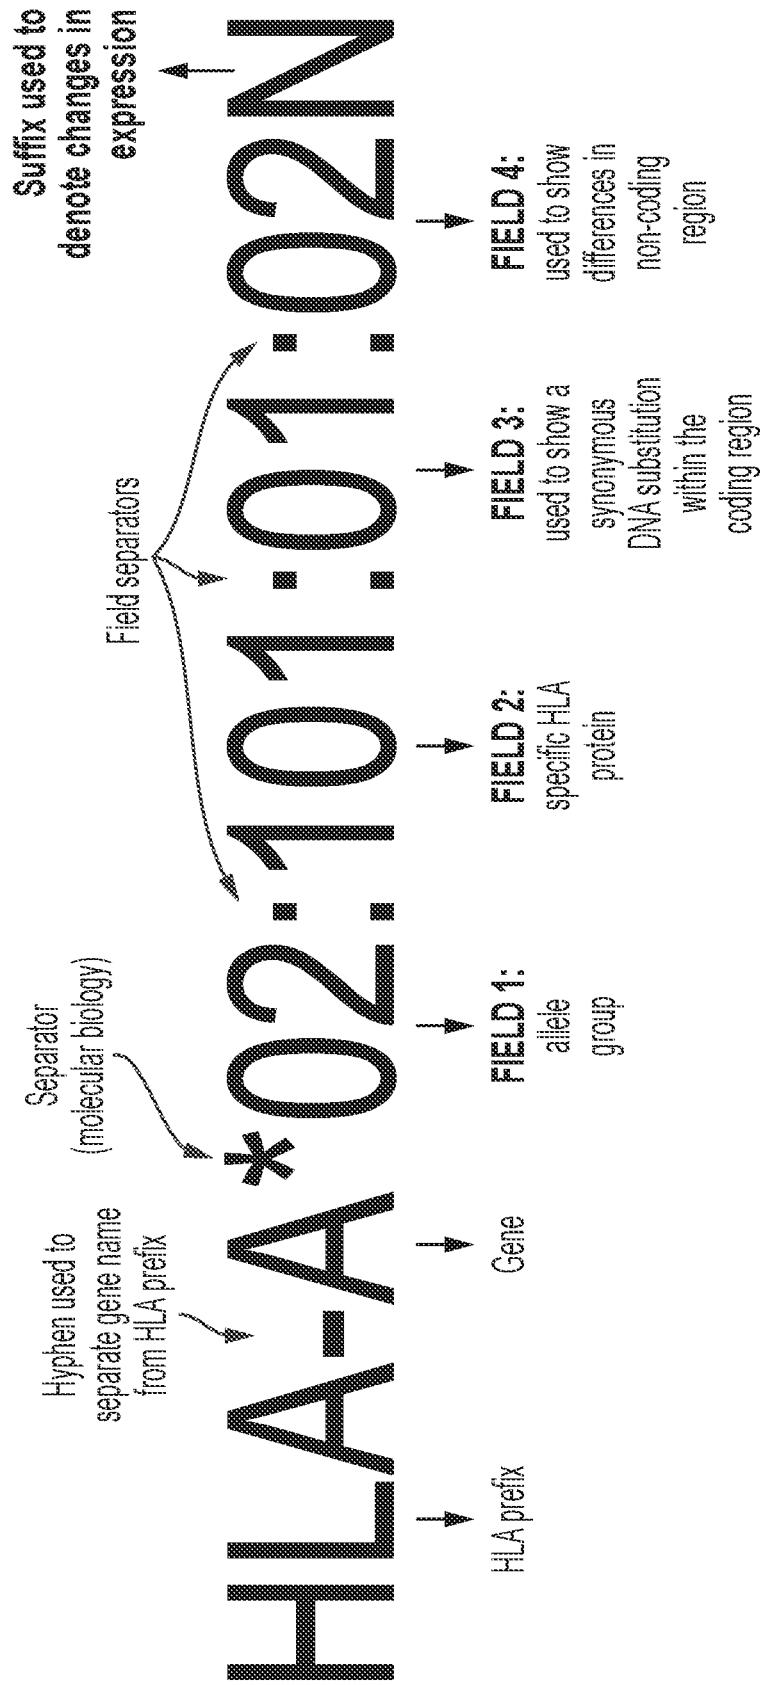 Hyphen used to
separate gene name
from HLA prefix
Separator
(molecular biology)
Field separators
Suffix used to
denote changes in
expression
HLA-A*02:101:01:02N
HLA prefix
Gene
FIELD 1:
allele
group
FIELD 2:
specific HLA
protein
FIELD 3:
used to show a
synonymous
DNA substitution
within the
coding region
FIELD 4:
used to show
differences in
non-coding
region